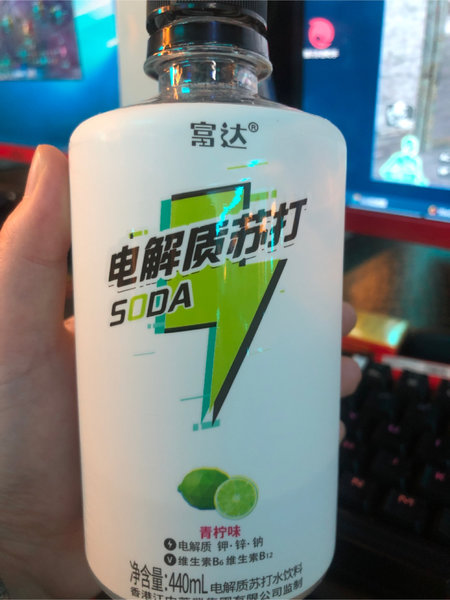 富达®
电解质苏打
SODA
青柠味
电解质 钾·锌·钠
V 维生素B6 维生素B12
净含量:440mL 电解质苏打水饮料